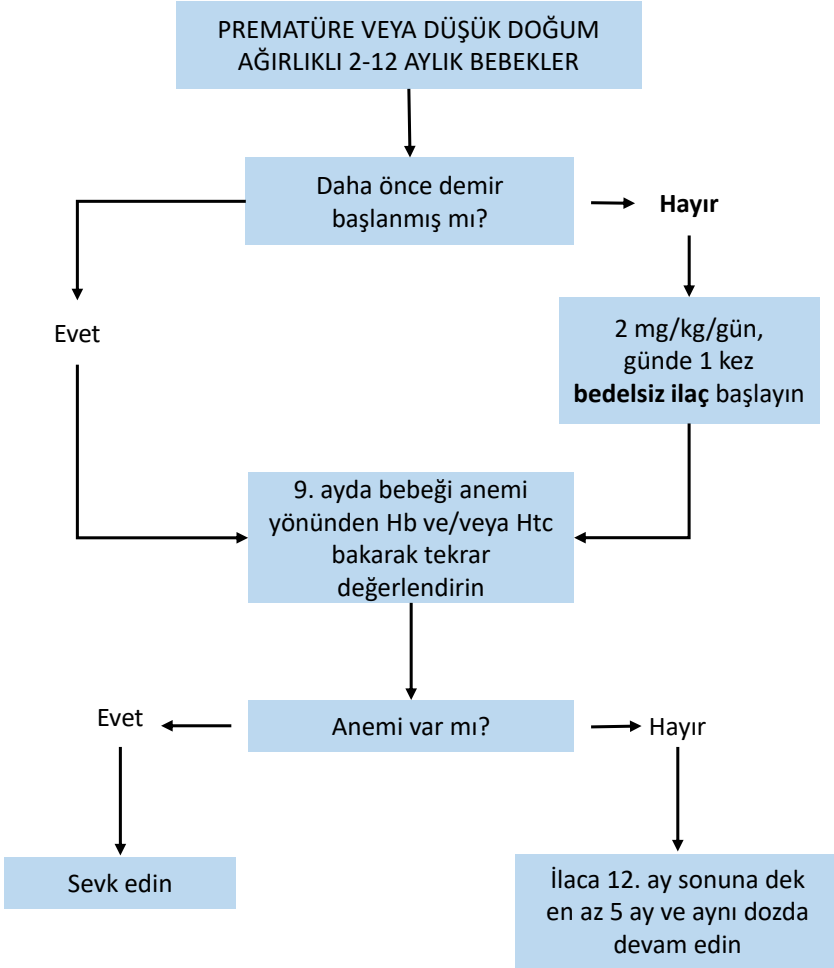 PREMATÜRE VEYA DÜŞÜK DOĞUM
AĞIRLIKLI 2-12 AYLIK BEBEKLER
Daha önce demir
başlanmış mı?
Hayır
Evet
2 mg/kg/gün,
günde 1 kez
bedelsiz ilaç başlayın
9. ayda bebeği anemi
yönünden Hb ve/veya Htc
bakarak tekrar
değerlendirin
Evet
Anemi var mı?
Hayır
Sevk edin
İlaca 12. ay sonuna dek
en az 5 ay ve aynı dozda
devam edin